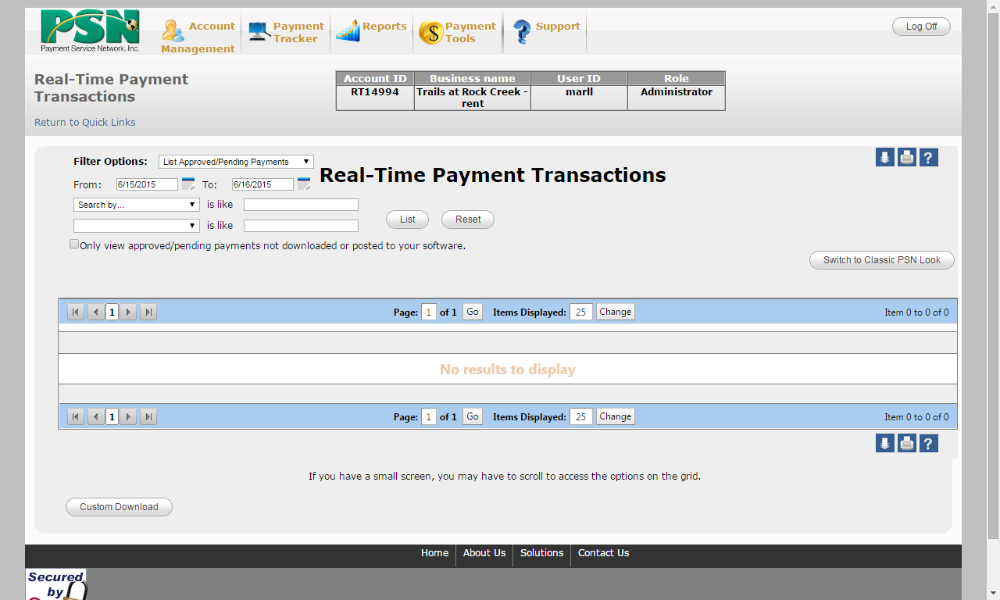 PSN
Payment Service Network, Inc.
Account
Management
Payment
Tracker
Reports
Payment
Tools
Support
Log Off
Real-Time Payment
Transactions
Return to Quick Links
Account ID Business name User ID Role
RT14994 Trails at Rock Creek - marll Administrator
rent
Filter Options: List Approved/Pending Payments
Real-Time Payment Transactions
From: 6/15/2015 To: 6/16/2015
Search by... is like
is like
List Reset
Only view approved/pending payments not downloaded or posted to your software.
Switch to Classic PSN Look
1 Page: 1 of 1 Go Items Displayed: 25 Change Item 0 to 0 of 0
No results to display
1 Page: 1 of 1 Go Items Displayed: 25 Change Item 0 to 0 of 0
?
If you have a small screen, you may have to scroll to access the options on the grid.
Custom Download
Home About Us Solutions Contact Us
Secured
by